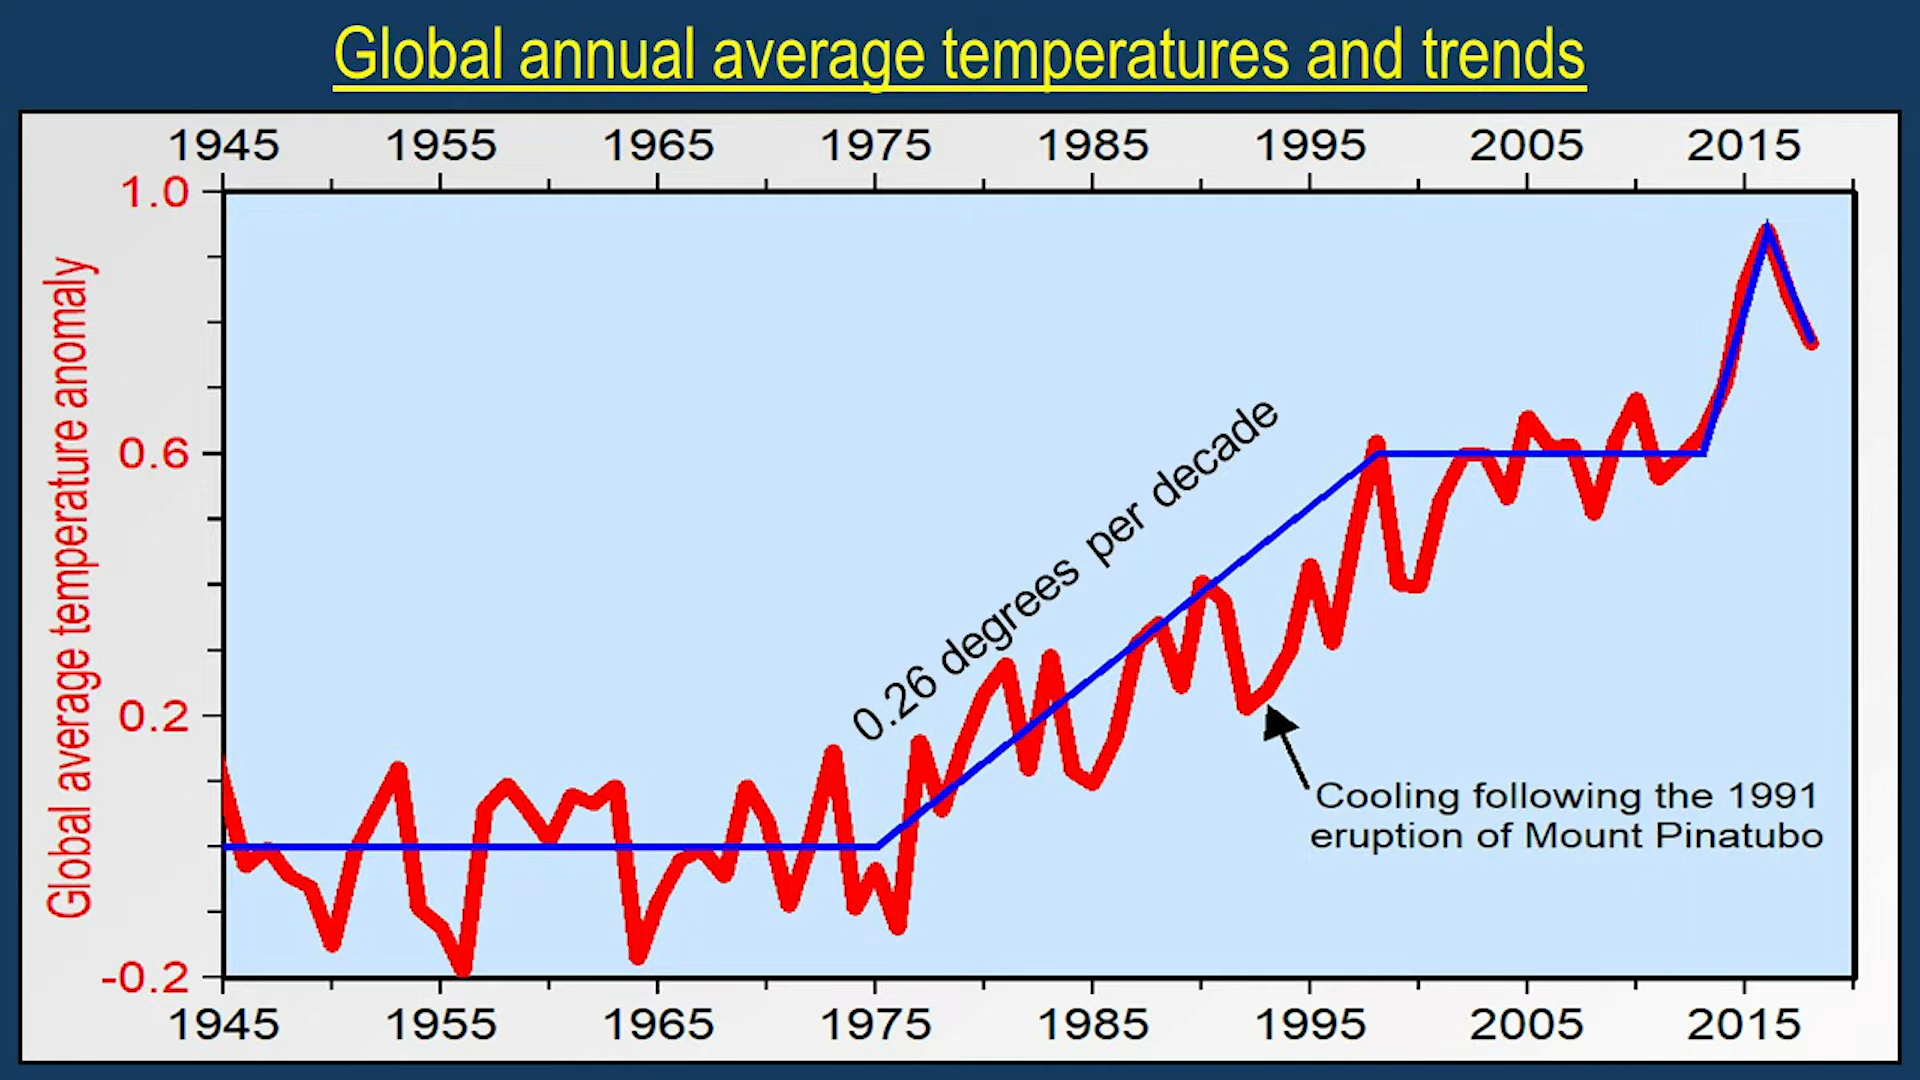 Global annual average temperatures and trends
1945 1955 1965 1975 1985 1995 2005 2015
1.0
0.6
0.2
-0.2
Global average temperature anomaly
0.26 degrees per decade
Cooling following the 1991
eruption of Mount Pinatubo
1945 1955 1965 1975 1985 1995 2005 2015